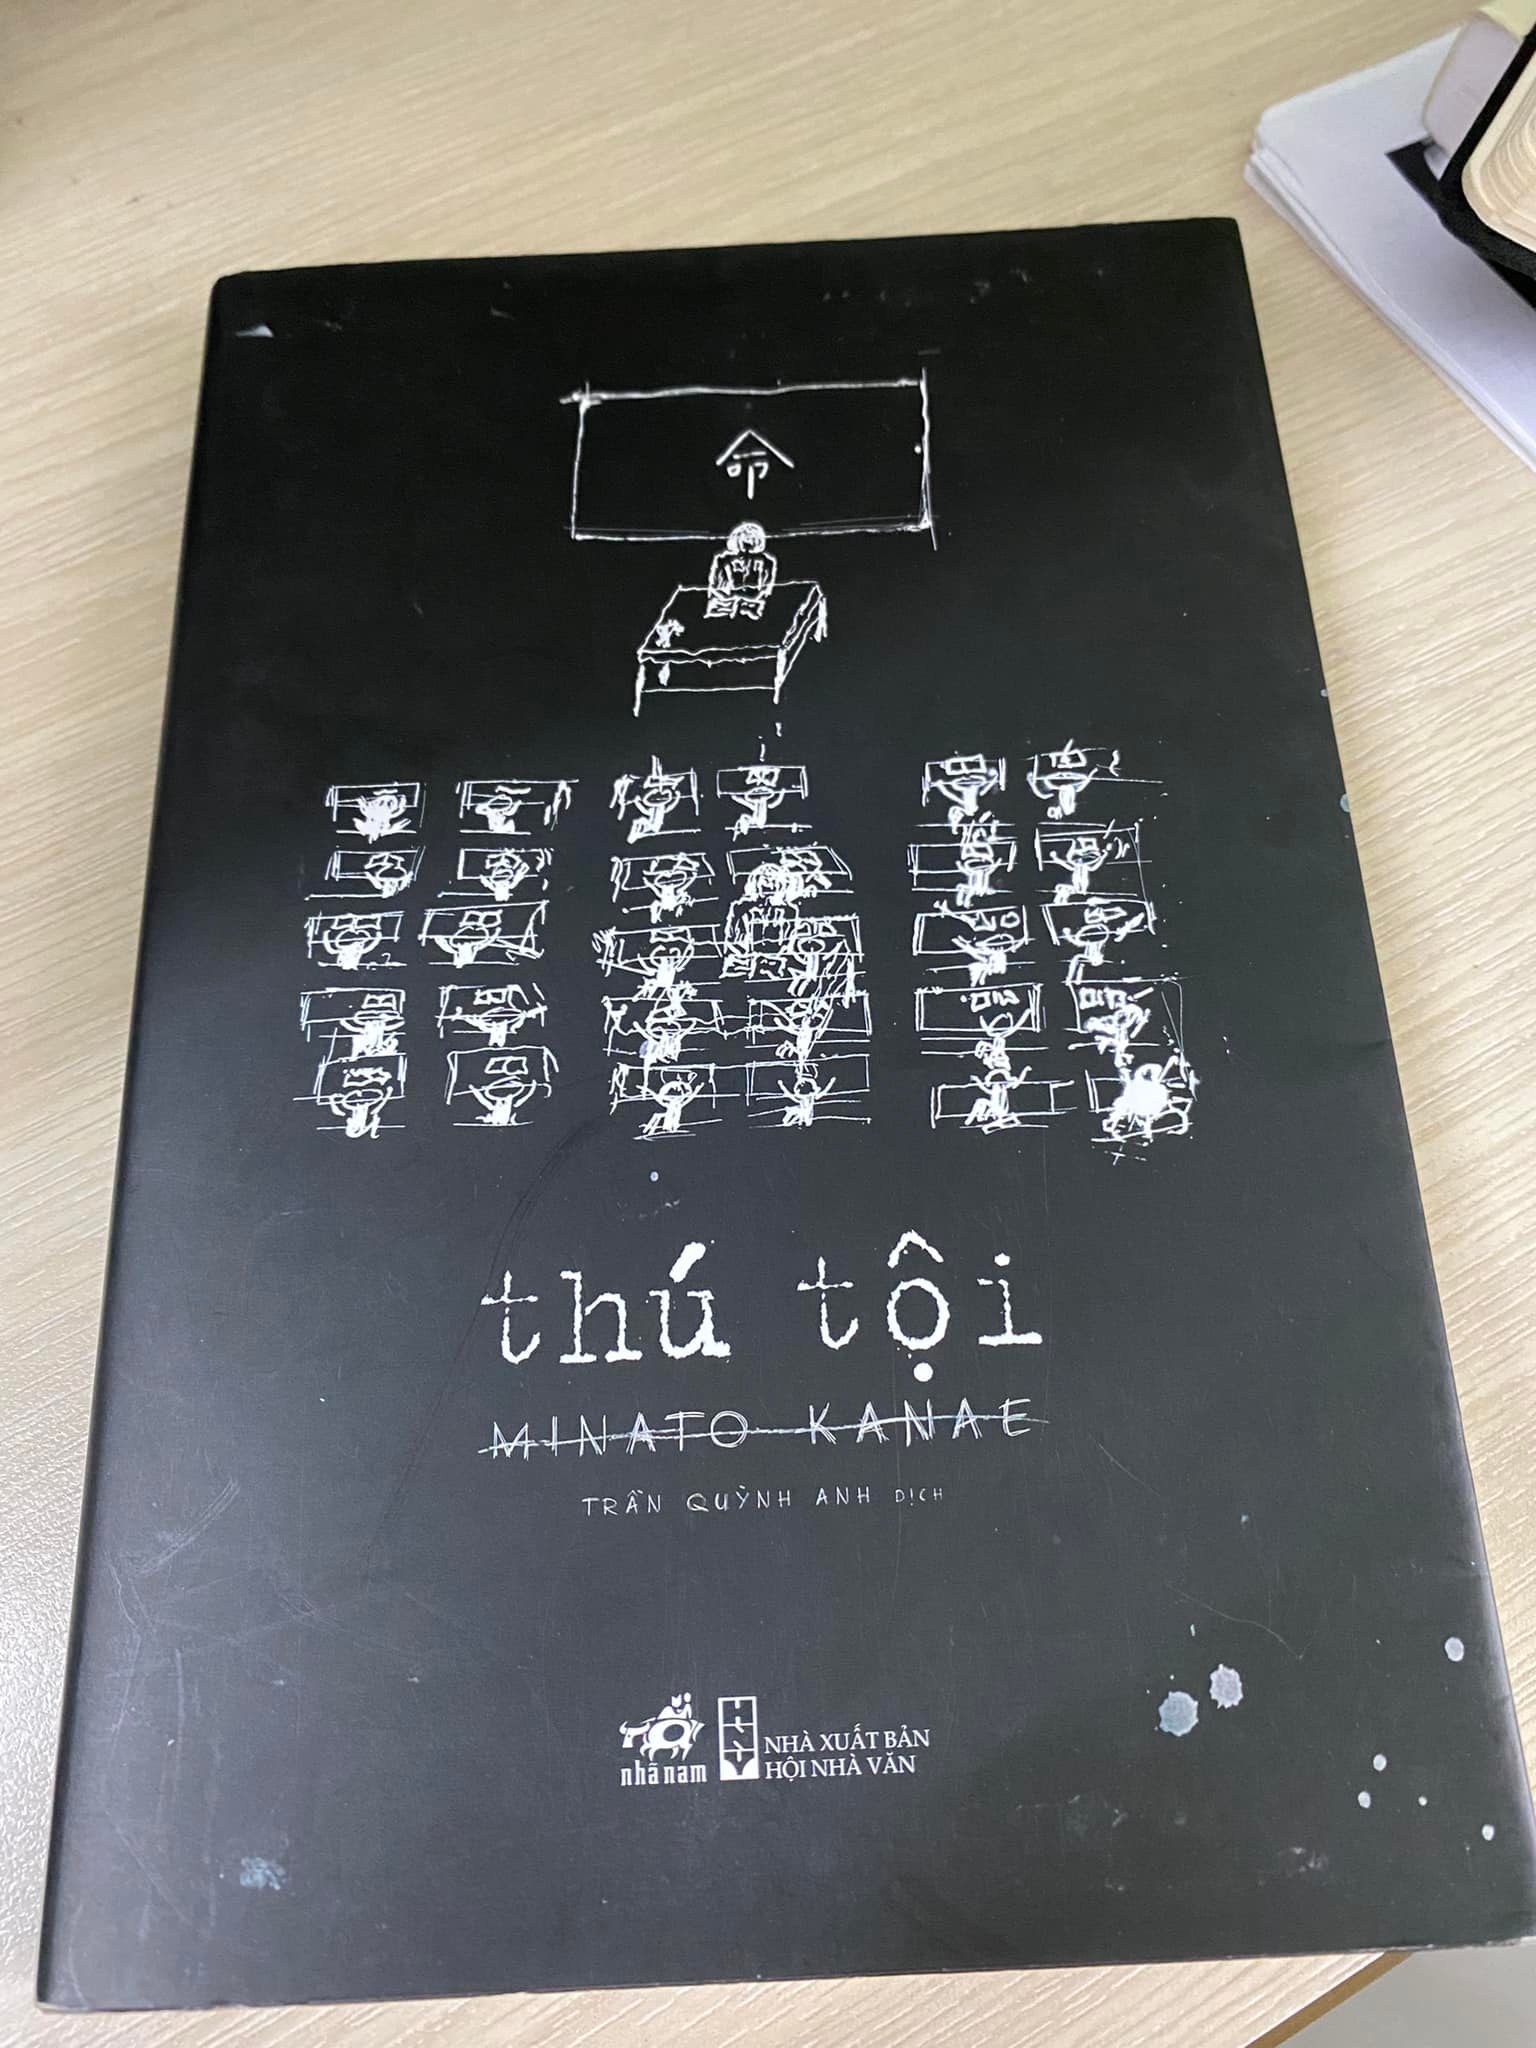 命
thú tội
MINATO KANAE
TRẦN QUỲNH ANH DỊCH
nhã nam
NHÀ XUẤT BẢN
HỘI NHÀ VĂN